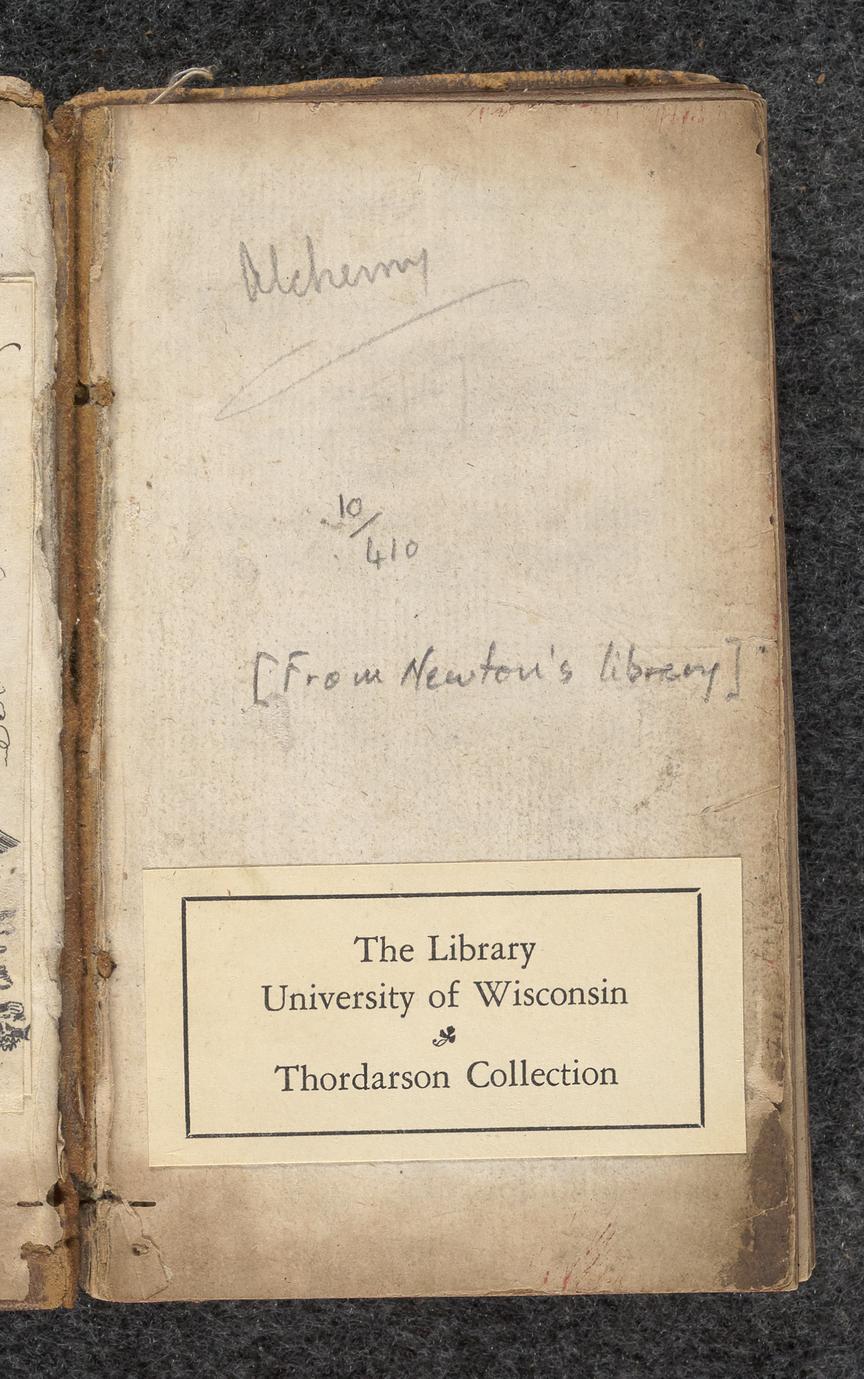 Alchemy
10/
410
[From Newton's library]
The Library
University of Wisconsin
Thordarson Collection